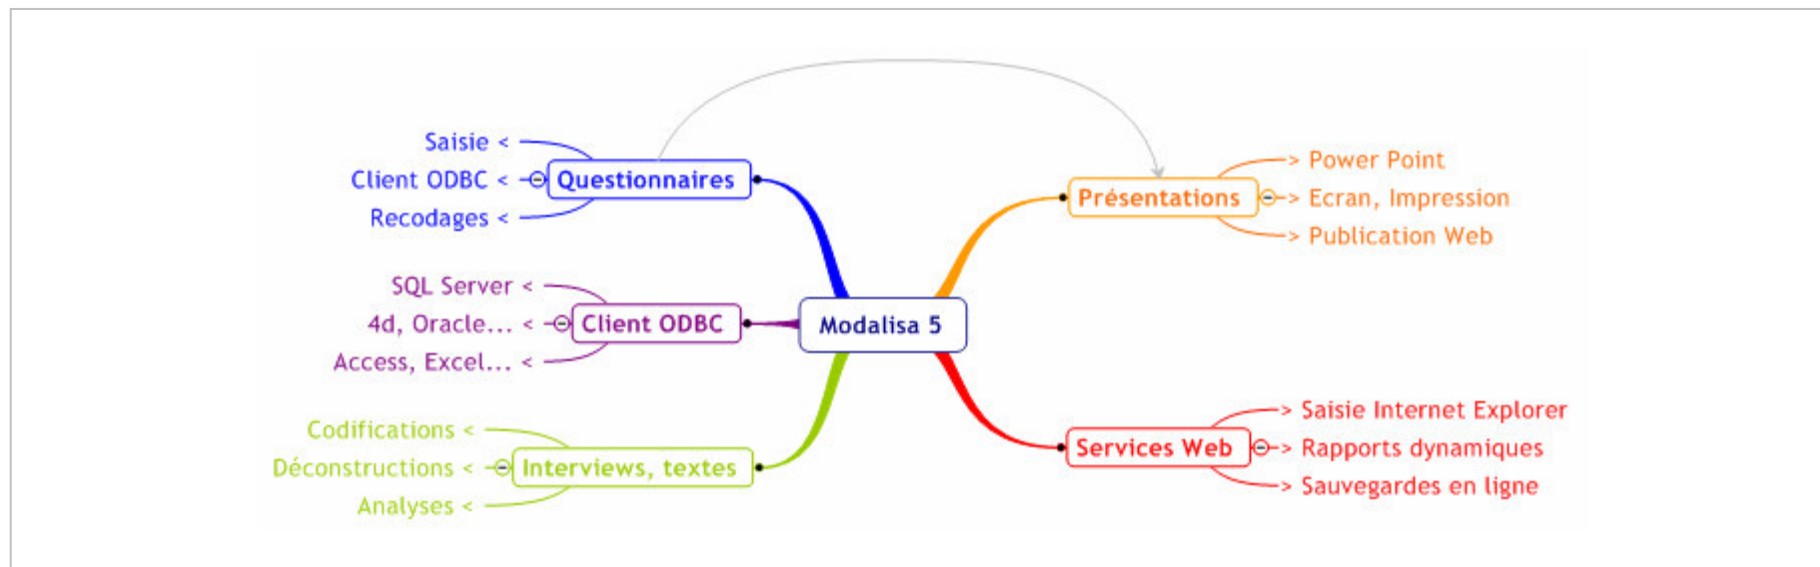 Saisie <
Client ODBC <
Recodages <
Questionnaires
SQL Server <
4d, Oracle... <
Access, Excel... <
Client ODBC
Codifications <
Déconstructions <
Analyses <
Interviews, textes
Modalisa 5
Présentations
> Power Point
> Ecran, Impression
> Publication Web
Services Web
> Saisie Internet Explorer
> Rapports dynamiques
> Sauvegardes en ligne